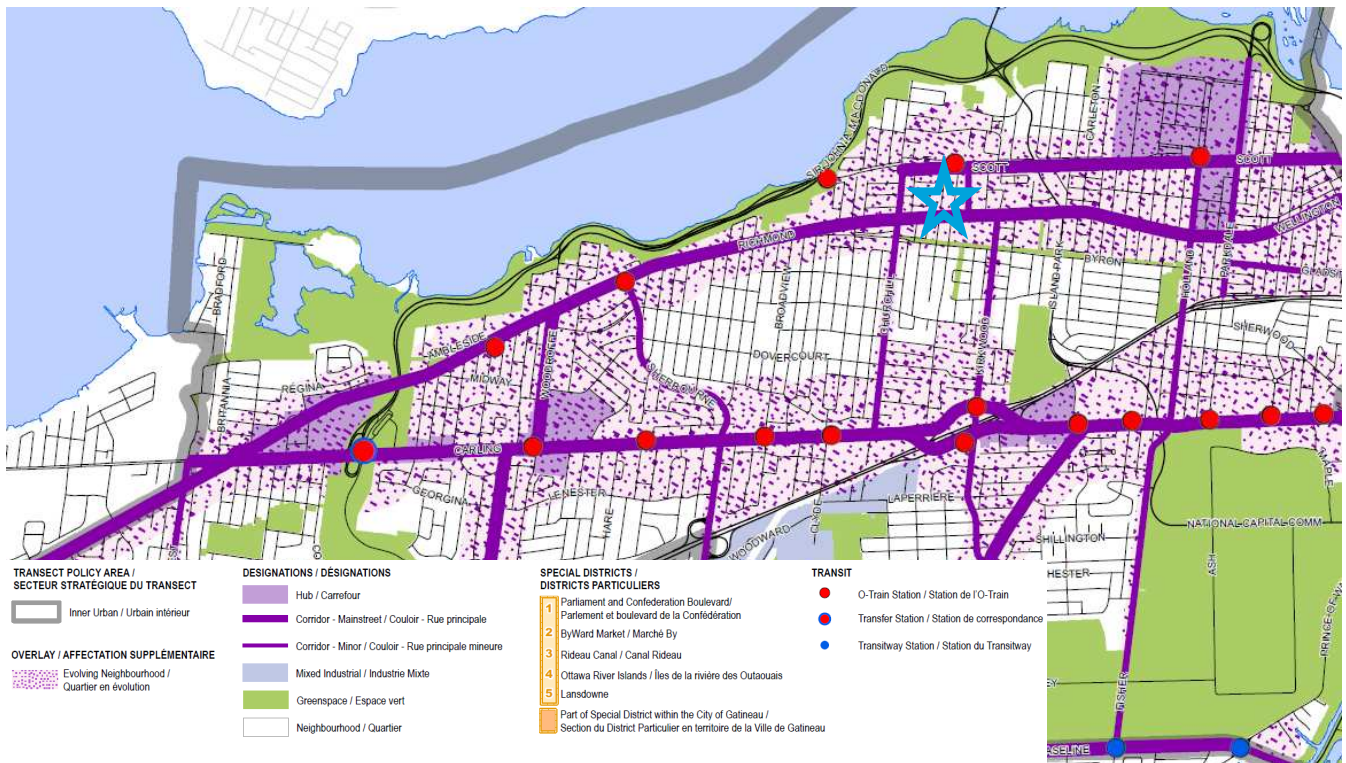 SIR JOHN A. MACDONALD
CARLETON
SCOTT
SCOTT
WELLINGTON
RICHMOND
BYRON
ISLAND PARK
HOLLAND
PARKDALE
BRADFORD
BROADVIEW
CHURCHILL
KIRKWOOD
SHERWOOD
AMBLESIDE
WOODROFFE
DOVERCOURT
MIDWAY
REGINA
SHERBOURNE
BRITANNIA
CARLING
GEORGINA
LENESTER
HARE
CLYDE
LAPERRIERE
WOODWARD
MAPLE
NATIONAL CAPITAL COMM
SHILLINGTON
ASH
HESTER
PRINCE OF WA
EY
FISHER
ASELINE
TRANSECT POLICY AREA /
SECTEUR STRATÉGIQUE DU TRANSECT
Inner Urban / Urbain intérieur
OVERLAY / AFFECTATION SUPPLÉMENTAIRE
Evolving Neighbourhood /
Quartier en évolution
DESIGNATIONS / DÉSIGNATIONS
Hub / Carrefour
Corridor - Mainstreet / Couloir - Rue principale
Corridor - Minor / Couloir - Rue principale mineure
Mixed Industrial / Industrie Mixte
Greenspace / Espace vert
Neighbourhood / Quartier
SPECIAL DISTRICTS /
DISTRICTS PARTICULIERS
1 Parliament and Confederation Boulevard/
Parlement et boulevard de la Confédération
2 ByWard Market / Marché By
3 Rideau Canal / Canal Rideau
4 Ottawa River Islands / Îles de la rivière des Outaouais
5 Lansdowne
Part of Special District within the City of Gatineau /
Section du District Particulier en territoire de la Ville de Gatineau
TRANSIT
O-Train Station / Station de l'O-Train
Transfer Station / Station de correspondance
Transitway Station / Station du Transitway